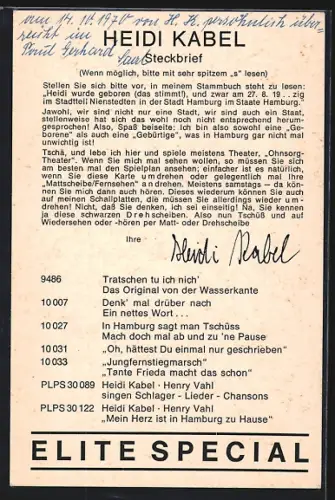 am 14.10.1970 von H. K. persönlich über-
reicht im
Gerhard Saal
HEIDI KABEL
Steckbrief
(Wenn möglich, bitte mit sehr spitzem „s" lesen)
Stellen Sie sich bitte vor, in meinem Stammbuch steht zu lesen:
„Heidi wurde geboren (das stimmt!), und zwar am 27. 8. 19 . . zig
im Stadtteil Nienstedten in der Stadt Hamburg im Staate Hamburg."
Jawohl, wir sind nicht nur eine Stadt, wir sind auch ein Staat,
stellenweise hat sich das wohl noch nicht entsprechend herum-
gesprochen! Also, Spaß beiseite: Ich bin also sowohl eine „Ge-
borene" als auch eine „Gebürtige", was in Hamburg gar nicht mal
unwichtig ist!
Tschä, und lebe ich und spiele meistens Theater, „Ohnsorg-
Theater". Wenn Sie mich mal sehen wollen, so müssen Sie sich
am besten mal den Spielplan ansehen; einfacher ist es natürlich,
wenn Sie diese Karte umdrehen oder gelegentlich mal Ihre
„Mattscheibe/Fernsehen" andrehen. Meistens samstags — da kön-
nen Sie mich dann auch hören. Dieses wiederum können Sie auch
auf meinen Schallplatten, die müssen Sie allerdings wieder um-
drehen! Nicht, daß Sie denken, ich sei einseitig! Na, Sie kennen
ja diese schwarzen Drehscheiben. Also nun Tschüß und auf
Wiedersehen oder -hören per Matt- oder Drehscheibe
Ihre
Heidi Kabel
9486 Tratschen tu ich nich'
Das Original von der Wasserkante
10 007 Denk' mal drüber nach
Ein nettes Wort . . .
10 027 In Hamburg sagt man Tschüss
Mach doch mal ab und zu 'ne Pause
10 031 „Oh, hättest Du einmal nur geschrieben"
10 033 „Jungfernstiegmarsch"
„Tante Frieda macht das schon"
PLPS 30 089 Heidi Kabel · Henry Vahl
singen Schlager - Lieder - Chansons
PLPS 30 122 Heidi Kabel · Henry Vahl
„Mein Herz ist in Hamburg zu Hause"
ELITE SPECIAL